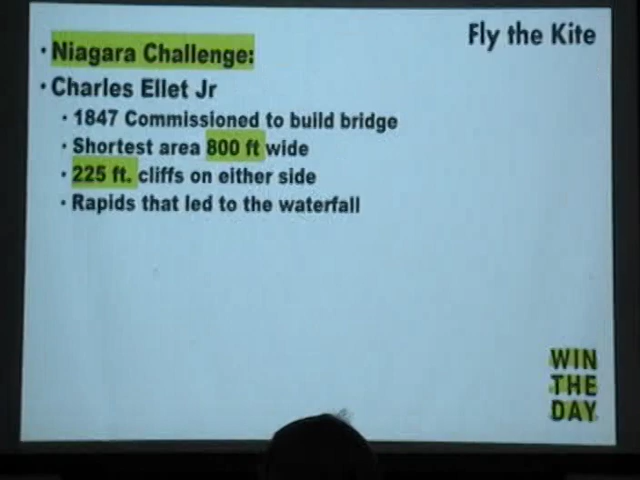 Fly the Kite
• Niagara Challenge:
• Charles Ellet Jr
• 1847 Commissioned to build bridge
• Shortest area 800 ft wide
• 225 ft. cliffs on either side
• Rapids that led to the waterfall
WIN
THE
DAY